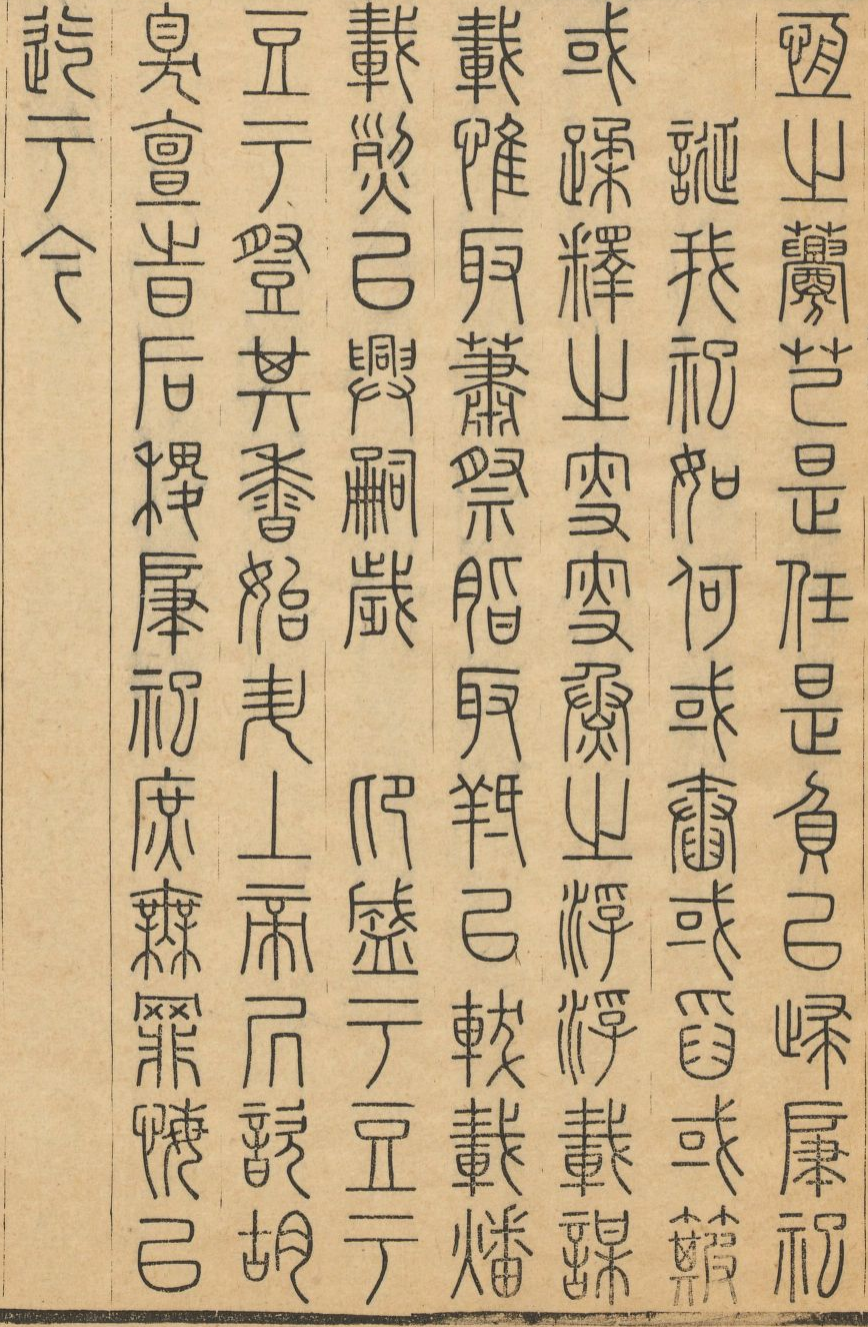 恆之虋芑是任是負以歸肇祀
誕我祀如何或舂或舀或簸
或蹂釋之叟叟烝之浮浮載謀
載惟取蕭祭脂取羝以軷載燔
載烈以興嗣歲　卬盛于豆于
豆于登其香始升上帝居歆胡
臭亶時后稷肇祀庶無罪悔以
迄于今